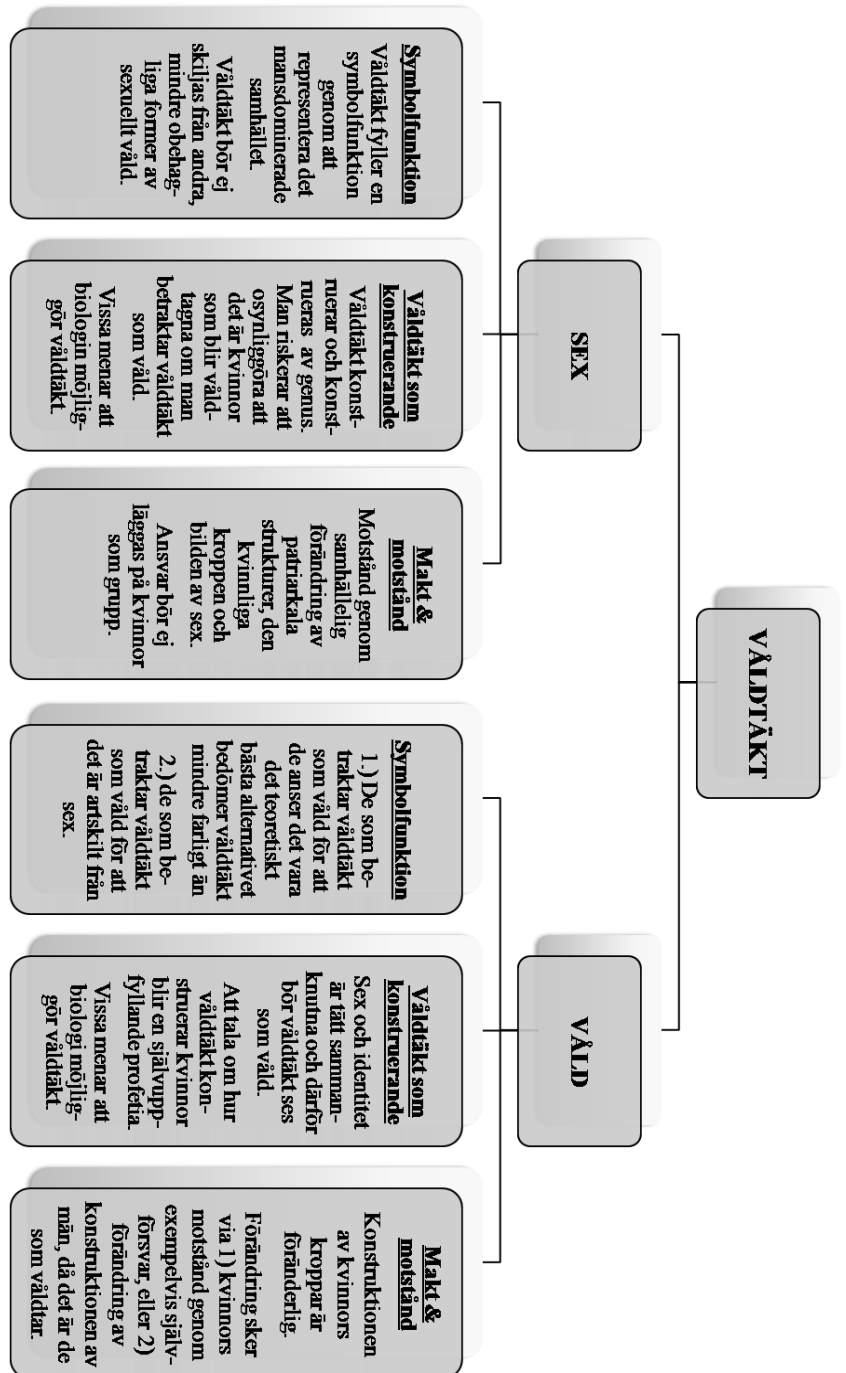 VÅLDTÄKT
SEX
VÅLD
Symbolfunktion
Våldtäkt fyller en
symbolfunktion
genom att
representera det
mansdominerade
samhället.
Våldtäkt bör ej
skiljas från andra,
mindre obehag-
liga former av
sexuellt våld.
Våldtäkt som
konstruerande
Våldtäkt konst-
ruerar och konst-
rueras av genus.
Man riskerar att
osynliggöra att
det är kvinnor
som blir våld-
tagna om man
betraktar våldtäkt
som våld.
Vissa menar att
biologin möjlig-
gör våldtäkt.
Makt &
motstånd
Motstånd genom
samhällelig
förändring av
patriarkala
strukturer, den
kvinnliga
kroppen och
bilden av sex.
Ansvar bör ej
läggas på kvinnor
som grupp.
Symbolfunktion
1.) De som be-
traktar våldtäkt
som våld för att
de anser det vara
det teoretiskt
bästa alternativet
bedömer våldtäkt
mindre farligt än
2.) de som be-
traktar våldtäkt
som våld för att
det är artskilt från
sex.
Våldtäkt som
konstruerande
Sex och identitet
är tätt samman-
knutna och därför
bör våldtäkt ses
som våld.
Att tala om hur
våldtäkt kon-
struerar kvinnor
blir en självupp-
fyllande profetia.
Vissa menar att
biologi möjlig-
gör våldtäkt.
Makt &
motstånd
Konstruktionen
av kvinnors
kroppar är
föränderlig.
Förändring sker
via 1) kvinnors
motstånd genom
exempelvis själv-
försvar, eller 2)
förändring av
konstruktionen av
män, då det är de
som våldtar.